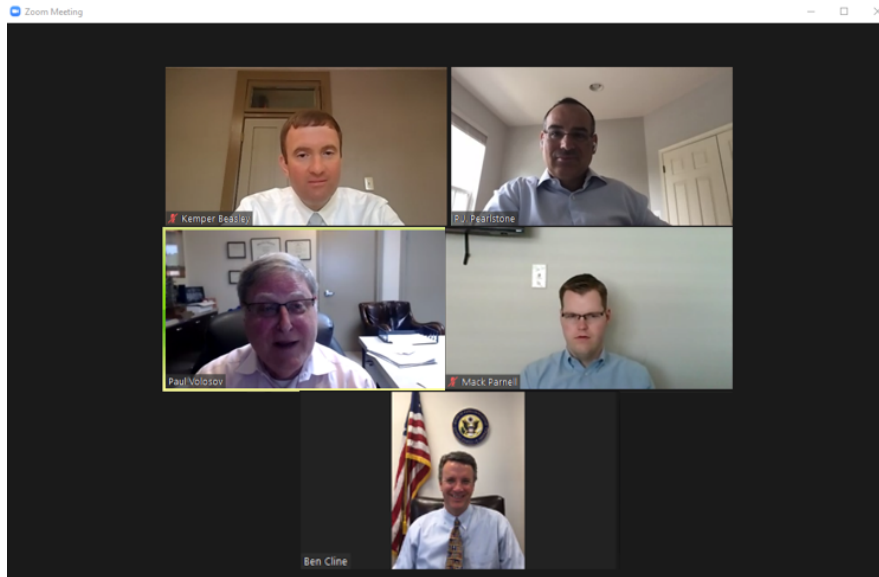 Zoom Meeting
Kemper Beasley
P.J. Pearlstone
Paul Volosov
Mack Parnell
Ben Cline